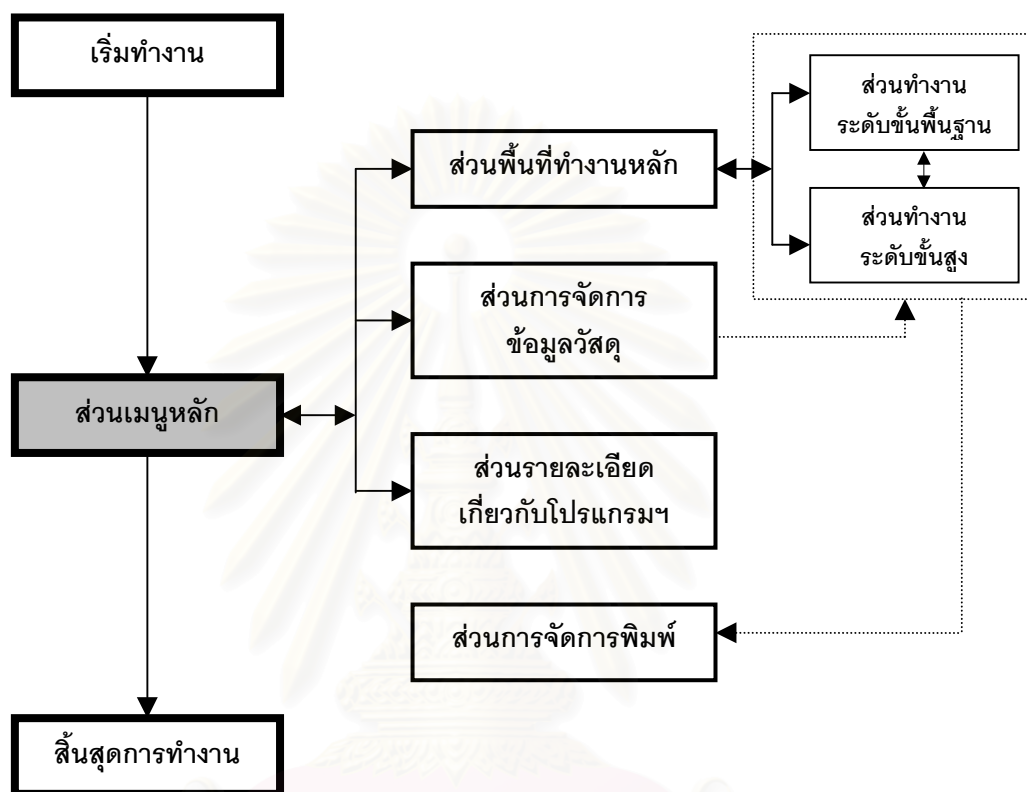 เริ่มทำงาน
ส่วนทำงาน
ระดับขั้นพื้นฐาน
ส่วนพื้นที่ทำงานหลัก
ส่วนทำงาน
ระดับขั้นสูง
ส่วนการจัดการ
ข้อมูลวัสดุ
ส่วนเมนูหลัก
ส่วนรายละเอียด
เกี่ยวกับโปรแกรมฯ
ส่วนการจัดการพิมพ์
สิ้นสุดการทำงาน